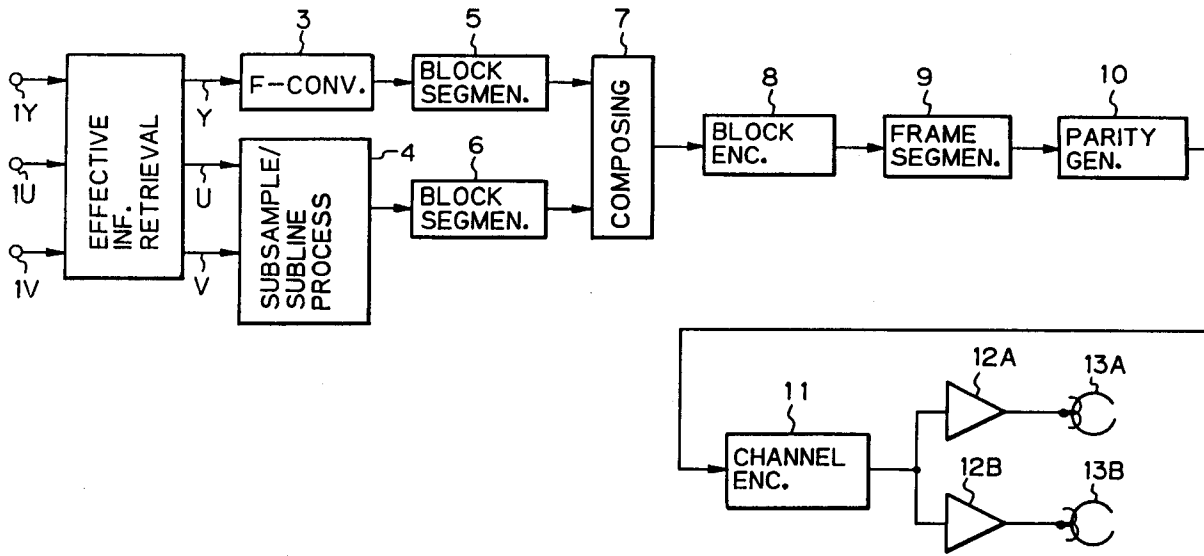 1Y
1U
1V
EFFECTIVE
INF.
RETRIEVAL
Y
U
V
3
F-CONV.
4
SUBSAMPLE/
SUBLINE
PROCESS
5
BLOCK
SEGMEN.
6
BLOCK
SEGMEN.
7
COMPOSING
8
BLOCK
ENC.
9
FRAME
SEGMEN.
10
PARITY
GEN.
11
CHANNEL
ENC.
12A
13A
12B
13B